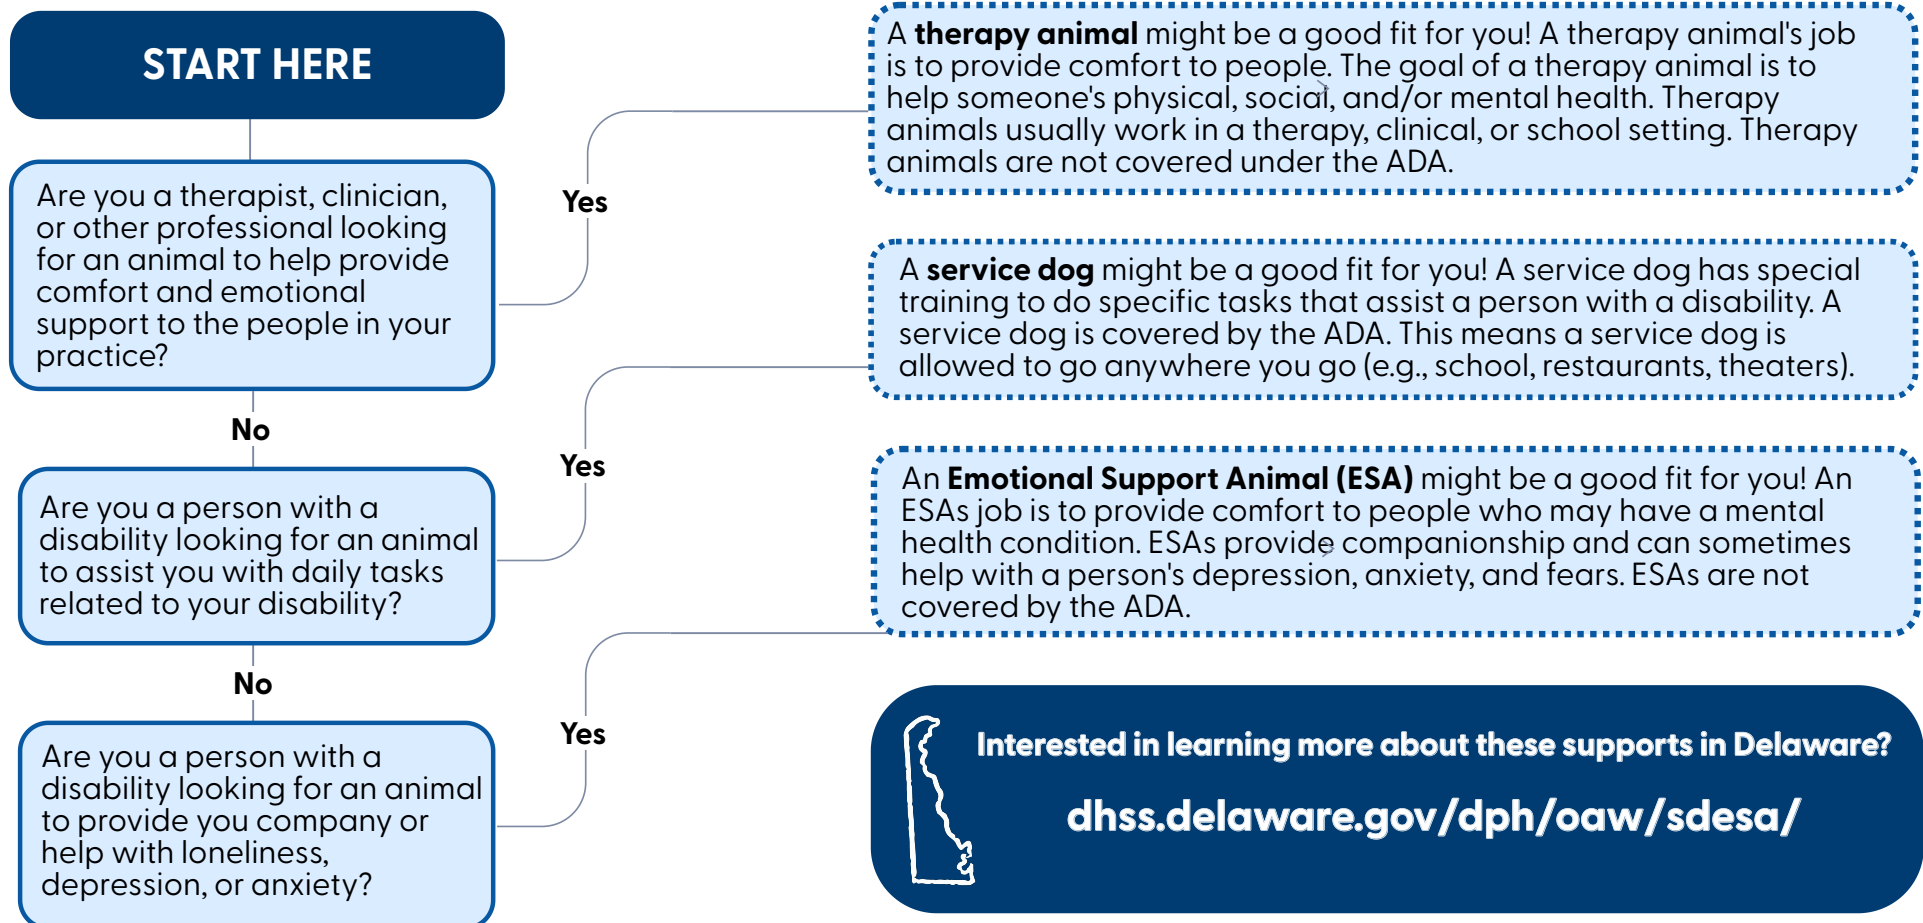 START HERE
Are you a therapist, clinician,
or other professional looking
for an animal to help provide
comfort and emotional
support to the people in your
practice?
Yes
A therapy animal might be a good fit for you! A therapy animal's job
is to provide comfort to people. The goal of a therapy animal is to
help someone's physical, social, and/or mental health. Therapy
animals usually work in a therapy, clinical, or school setting. Therapy
animals are not covered under the ADA.
No
Are you a person with a
disability looking for an animal
to assist you with daily tasks
related to your disability?
Yes
A service dog might be a good fit for you! A service dog has special
training to do specific tasks that assist a person with a disability. A
service dog is covered by the ADA. This means a service dog is
allowed to go anywhere you go (e.g., school, restaurants, theaters).
No
Are you a person with a
disability looking for an animal
to provide you company or
help with loneliness,
depression, or anxiety?
Yes
An Emotional Support Animal (ESA) might be a good fit for you! An
ESAs job is to provide comfort to people who may have a mental
health condition. ESAs provide companionship and can sometimes
help with a person's depression, anxiety, and fears. ESAs are not
covered by the ADA.
Interested in learning more about these supports in Delaware?
dhss.delaware.gov/dph/oaw/sdesa/